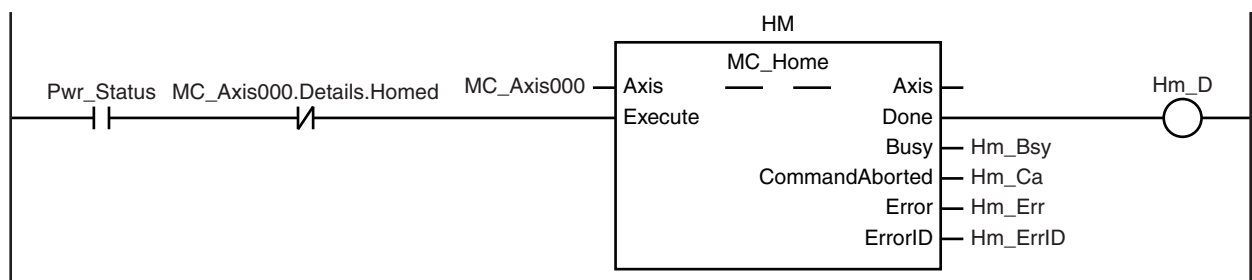 HM
MC_Home
Pwr_Status MC_Axis000.Details.Homed MC_Axis000 Axis Axis Hm_D
Execute Done
Busy Hm_Bsy
CommandAborted Hm_Ca
Error Hm_Err
ErrorID Hm_ErrID